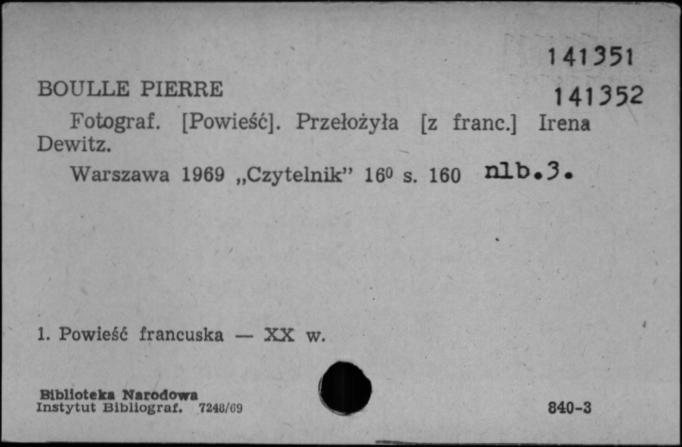 141351
BOULLE PIERRE
141352
Fotograf. [Powieść]. Przełożyła [z franc.] Irena
Dewitz.
Warszawa 1969 „Czytelnik” 16⁰ s. 160 nlb.3.
1. Powieść francuska — XX w.
Biblioteka Narodowa
Instytut Bibliograf. 7248/69
840-3